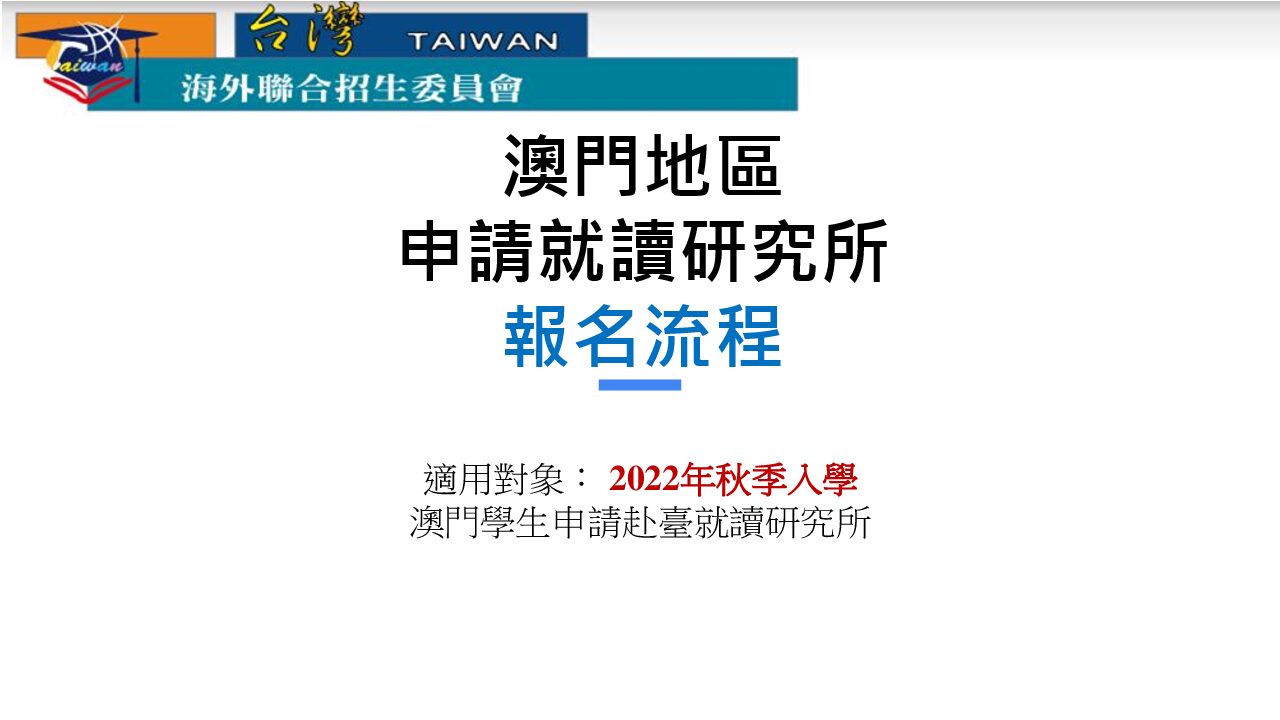 台灣 TAIWAN
Taiwan
海外聯合招生委員會
澳門地區
申請就讀研究所
報名流程
適用對象： 2022年秋季入學
澳門學生申請赴臺就讀研究所